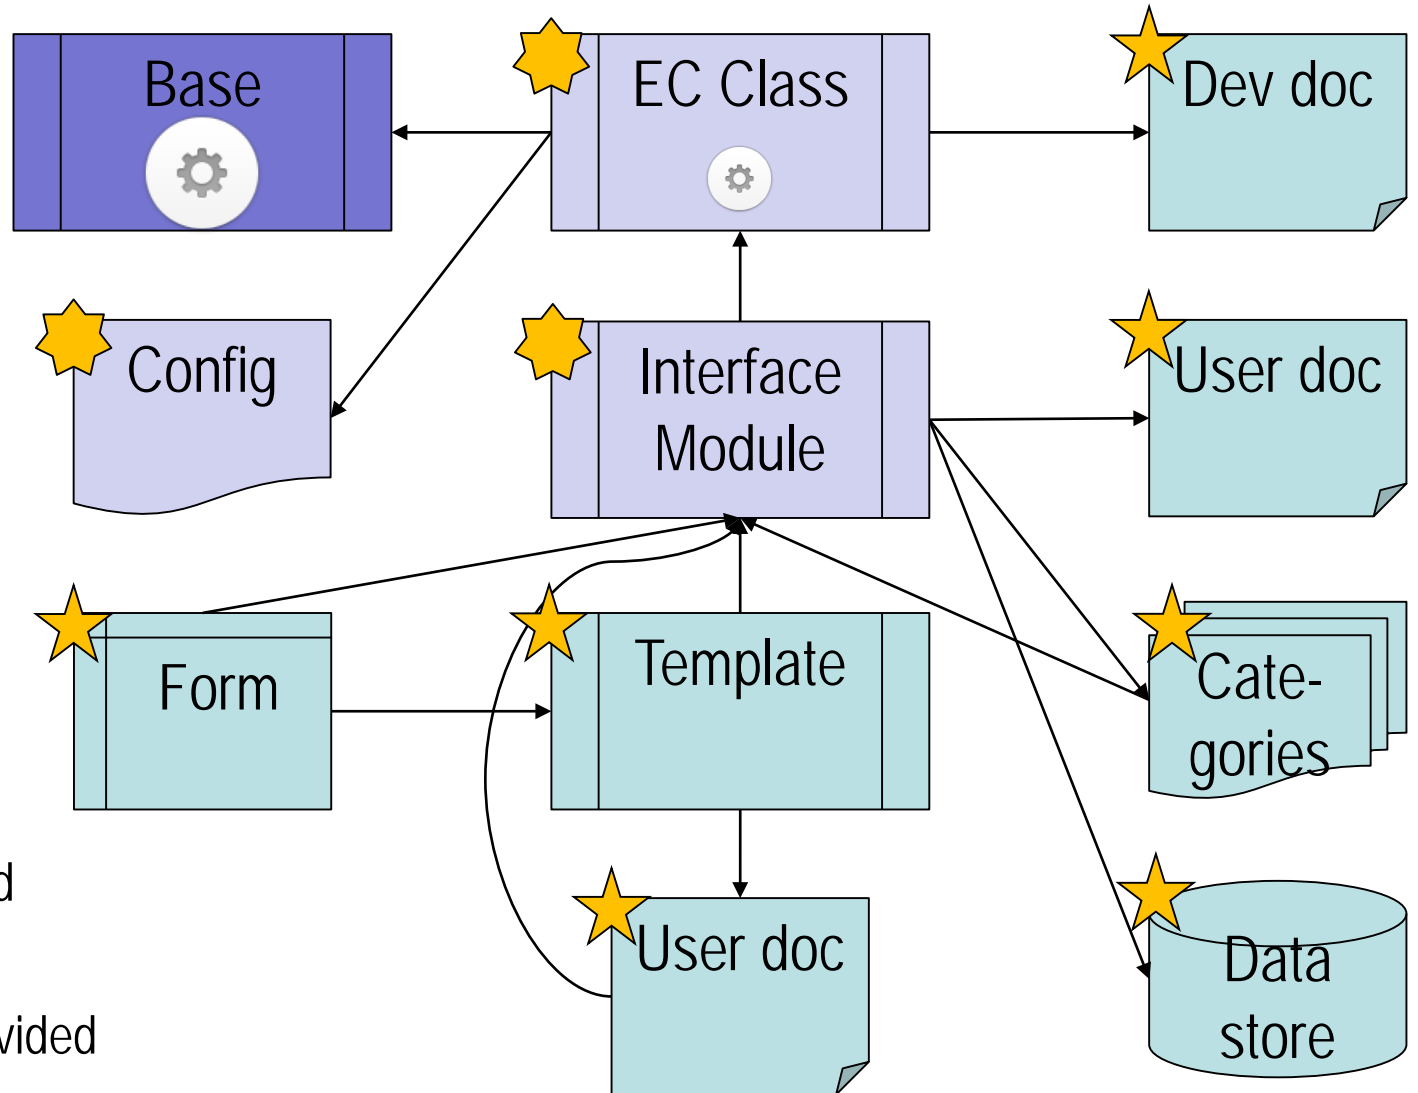 Base
EC Class
Dev doc
Config
Interface
Module
User doc
Form
Template
Cate-
gories
User doc
Data
store
vided